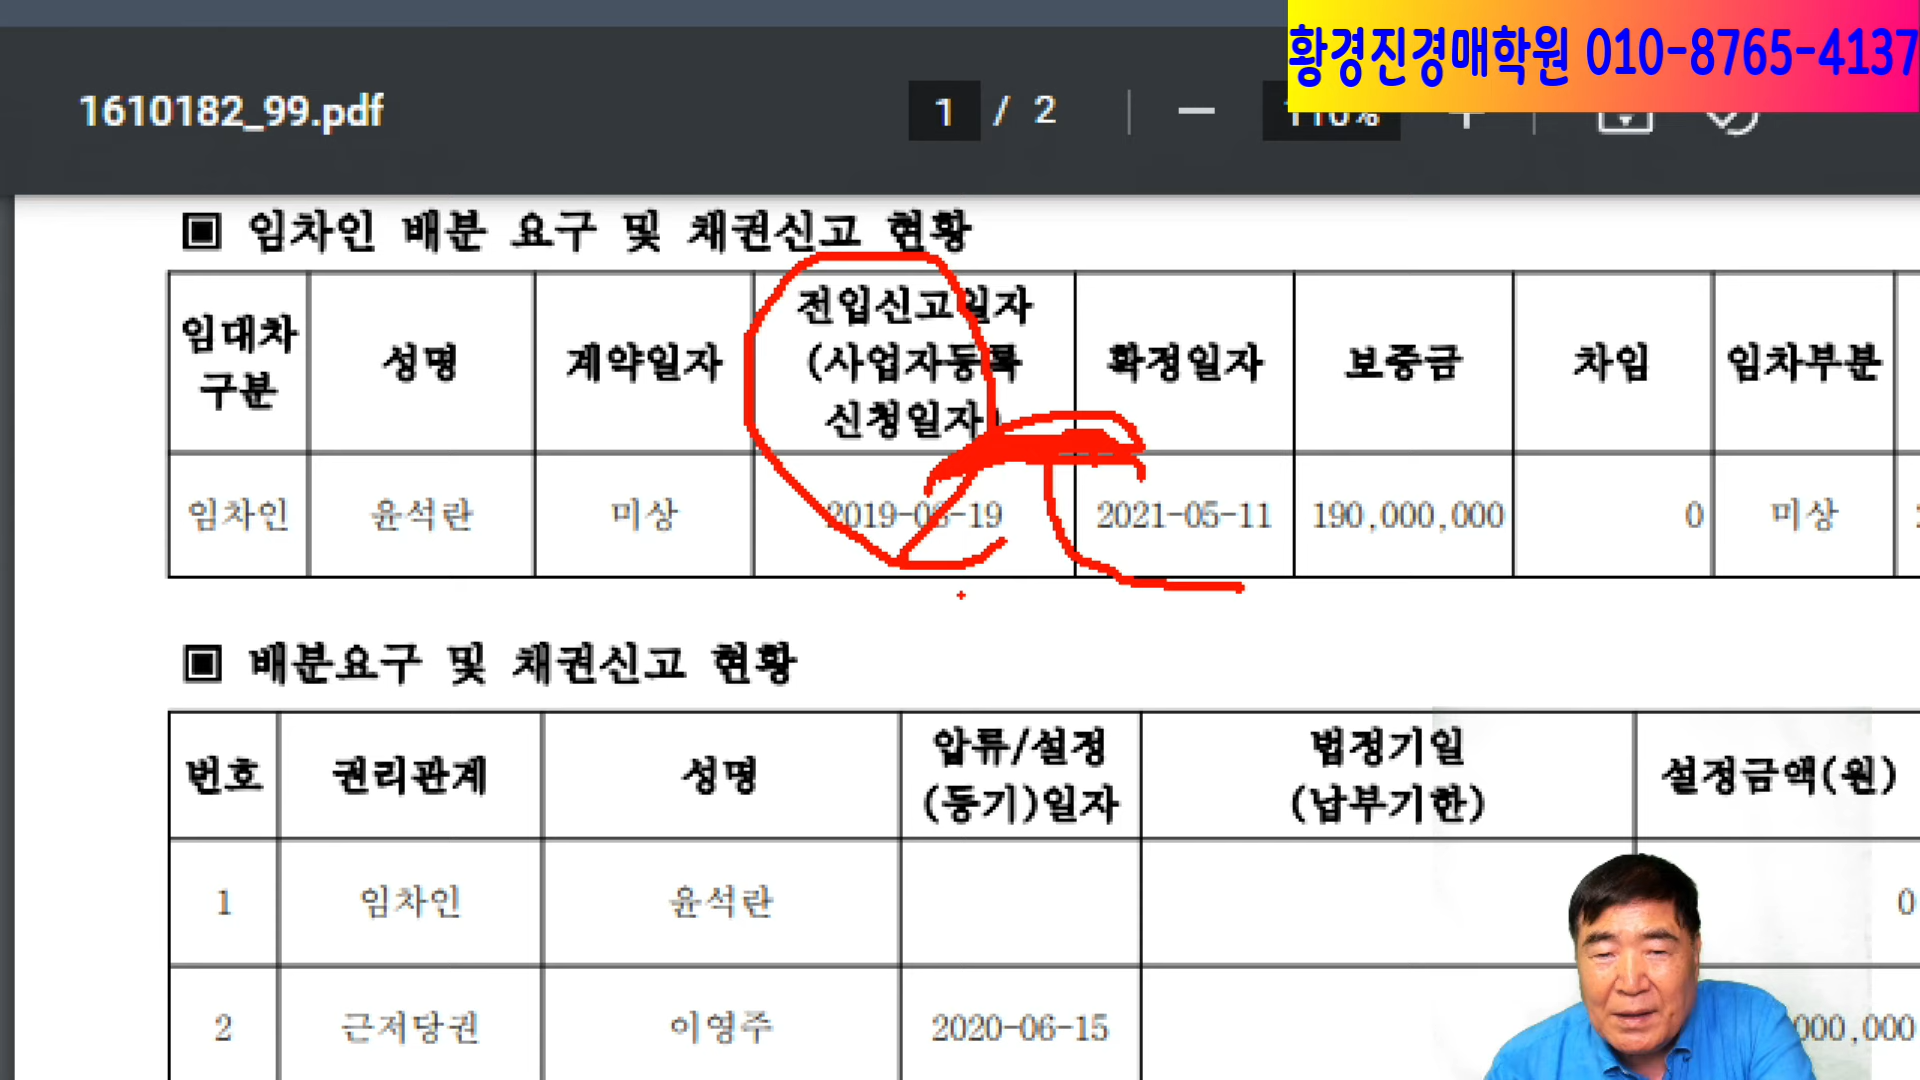 황경진경매학원 010-8765-4137
1610182_99.pdf
1 / 2
110%
▣ 임차인 배분 요구 및 채권신고 현황
임대차 구분 성명 계약일자 전입신고일자 (사업자등록 신청일자) 확정일자 보증금 차임 임차부분
임차인 윤석란 미상 2019-06-19 2021-05-11 190,000,000 0 미상
▣ 배분요구 및 채권신고 현황
번호 권리관계 성명 압류/설정 (등기)일자 법정기일 (납부기한) 설정금액(원)
1 임차인 윤석란 0
2 근저당권 이영주 2020-06-15 000,000